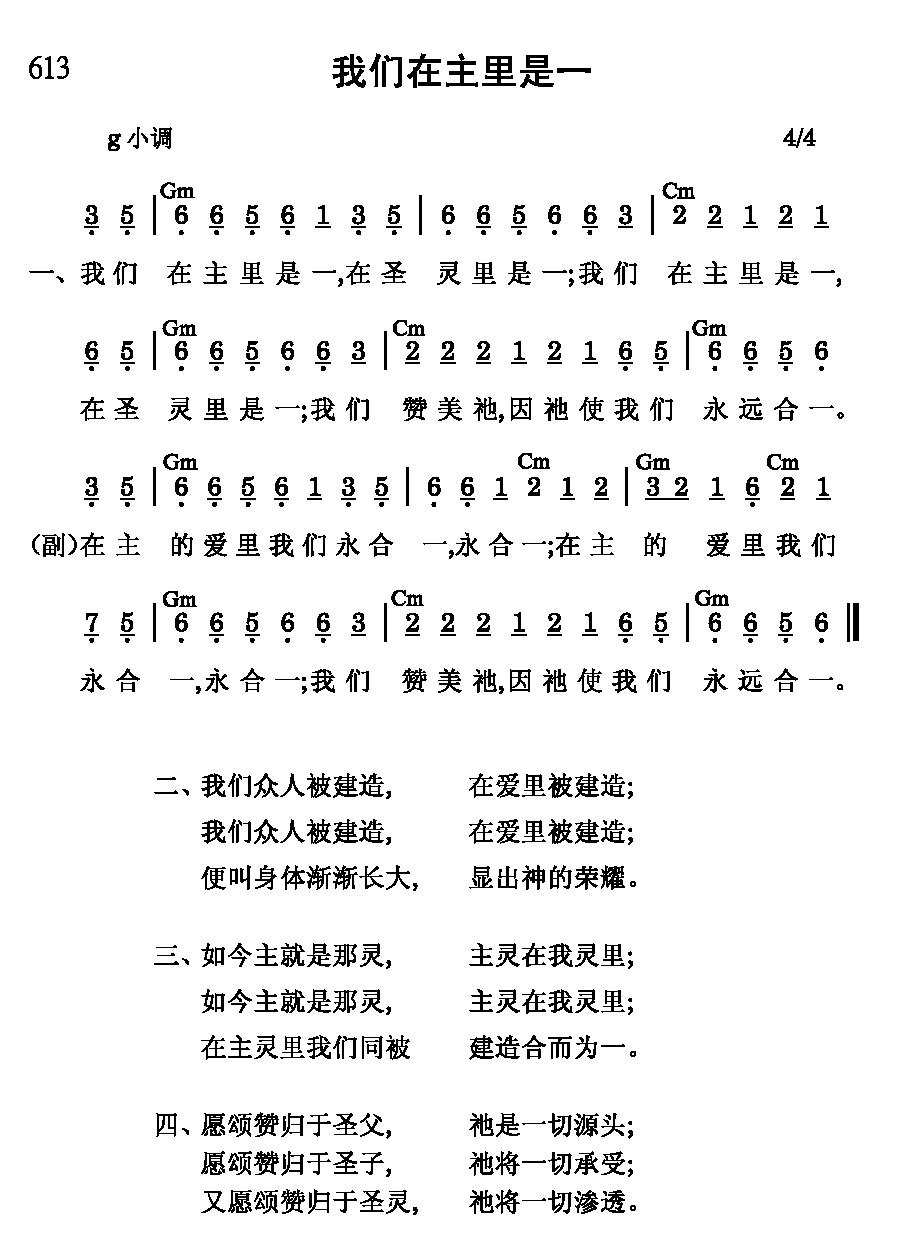 613 我们在主里是一
g 小调 4/4
Gm Cm
3 5 | 6 6 5 6 1 3 5 | 6 6 5 6 6 3 | 2 2 1 2 1
一、我们 在主里是一,在圣 灵里是一;我们 在主里是一,
Gm Cm Gm
6 5 | 6 6 5 6 6 3 | 2 2 2 1 2 1 6 5 | 6 6 5 6
在圣 灵里是一;我们 赞美祂,因祂使我们 永远合一。
Gm Cm Gm Cm
3 5 | 6 6 5 6 1 3 5 | 6 6 1 2 1 2 | 3 2 1 6 2 1
(副)在主 的爱里我们永合 一,永合一;在主 的 爱里我们
Gm Cm Gm
7 5 | 6 6 5 6 6 3 | 2 2 2 1 2 1 6 5 | 6 6 5 6 ‖
永合 一,永合一;我们 赞美祂,因祂使我们 永远合一。
二、我们众人被建造, 在爱里被建造;
我们众人被建造, 在爱里被建造;
便叫身体渐渐长大, 显出神的荣耀。
三、如今主就是那灵, 主灵在我灵里;
如今主就是那灵, 主灵在我灵里;
在主灵里我们同被 建造合而为一。
四、愿颂赞归于圣父, 祂是一切源头;
愿颂赞归于圣子, 祂将一切承受;
又愿颂赞归于圣灵, 祂将一切渗透。